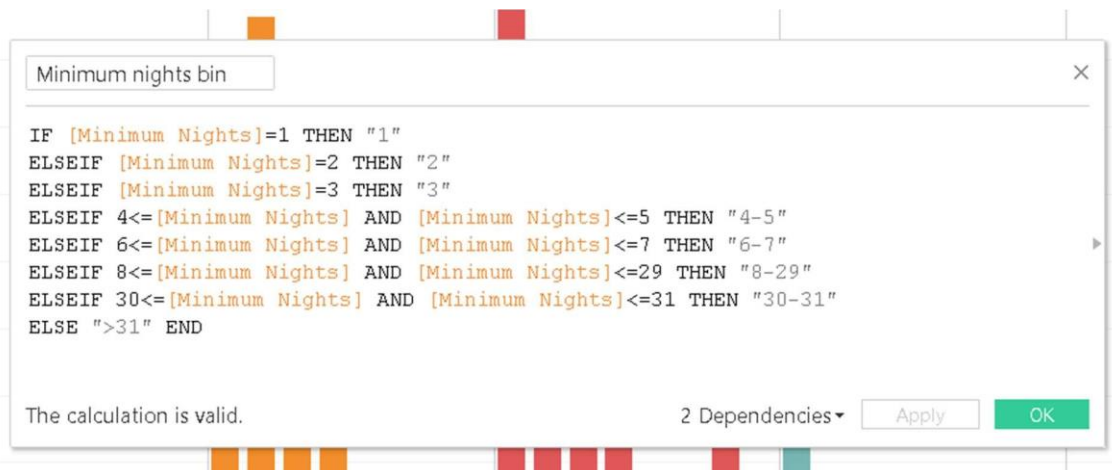 Minimum nights bin
IF [Minimum Nights]=1 THEN "1"
ELSEIF [Minimum Nights]=2 THEN "2"
ELSEIF [Minimum Nights]=3 THEN "3"
ELSEIF 4<=[Minimum Nights] AND [Minimum Nights]<=5 THEN "4-5"
ELSEIF 6<=[Minimum Nights] AND [Minimum Nights]<=7 THEN "6-7"
ELSEIF 8<=[Minimum Nights] AND [Minimum Nights]<=29 THEN "8-29"
ELSEIF 30<=[Minimum Nights] AND [Minimum Nights]<=31 THEN "30-31"
ELSE ">31" END
The calculation is valid. 2 Dependencies Apply OK